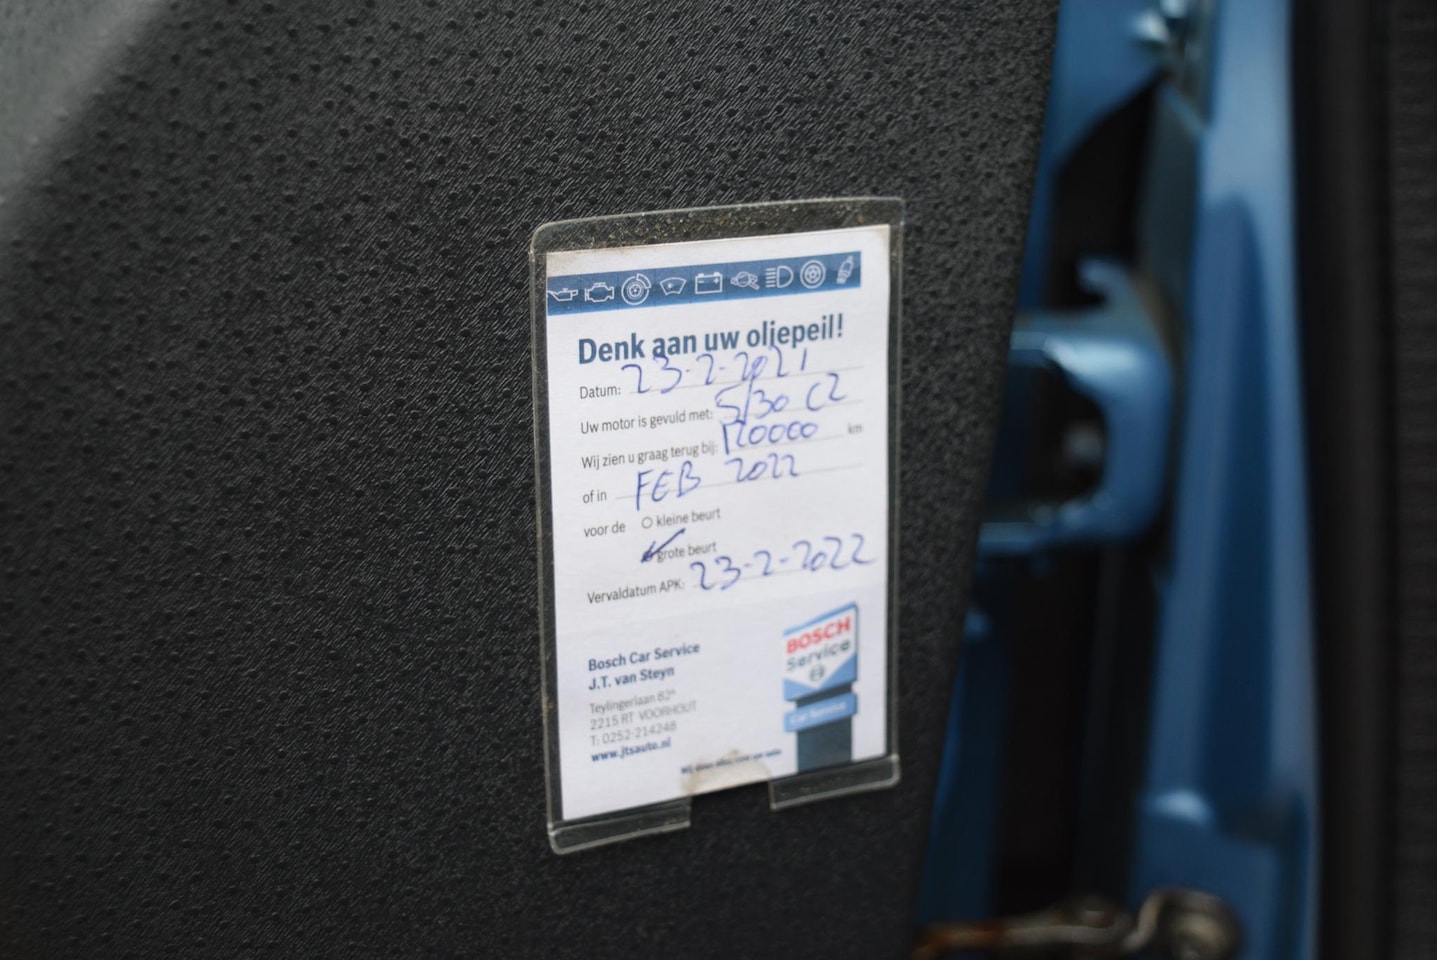 Denk aan uw oliepeil!
Datum: 23-2-2021
Uw motor is gevuld met: 5/30 C2
Wij zien u graag terug bij: 120000 km
of in FEB 2022
voor de kleine beurt
grote beurt
Vervaldatum APK: 23-2-2022
Bosch Car Service
J.T. van Steyn
Teylingerlaan 82
2215 RT VOORHOUT
T: 0252-214248
www.jtsauto.nl
BOSCH
Service
Car Service